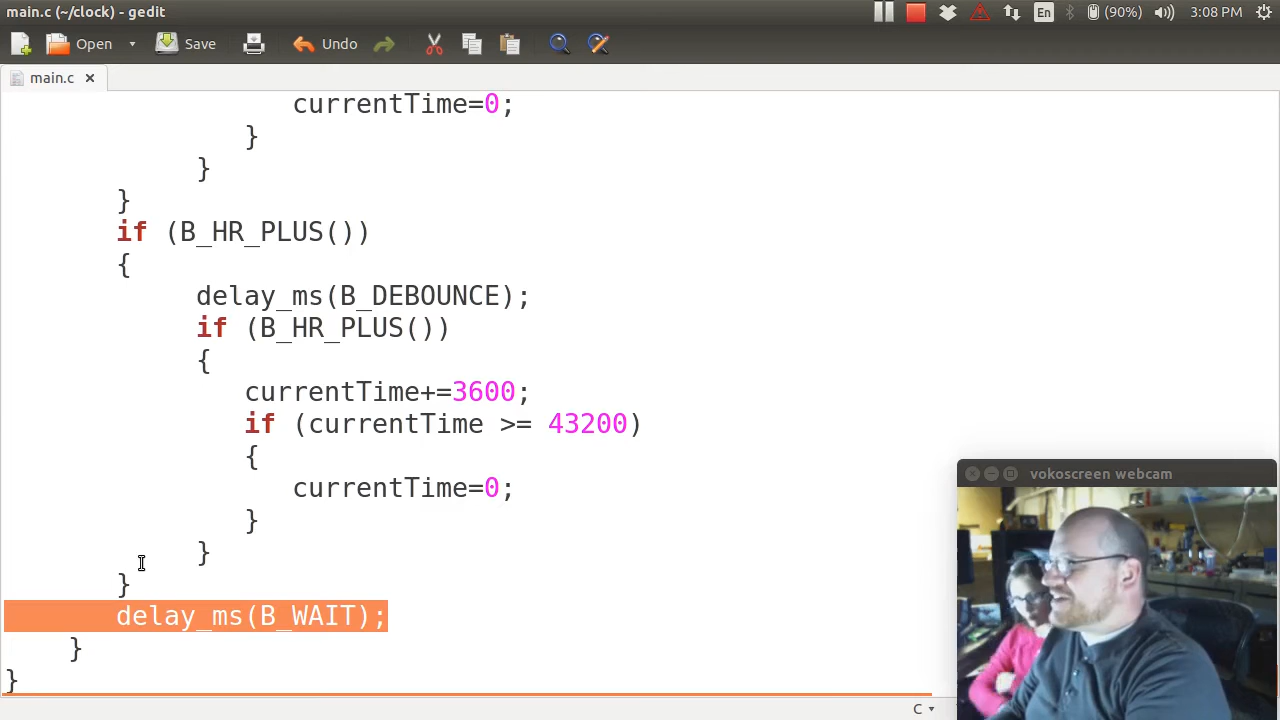 main.c (~/clock) - gedit
En
(90%)
3:08 PM
Open
Save
Undo
main.c
currentTime=0;
}
}
}
if (B_HR_PLUS())
{
delay_ms(B_DEBOUNCE);
if (B_HR_PLUS())
{
currentTime+=3600;
if (currentTime >= 43200)
{
currentTime=0;
}
}
}
delay_ms(B_WAIT);
}
}
vokoscreen webcam
C